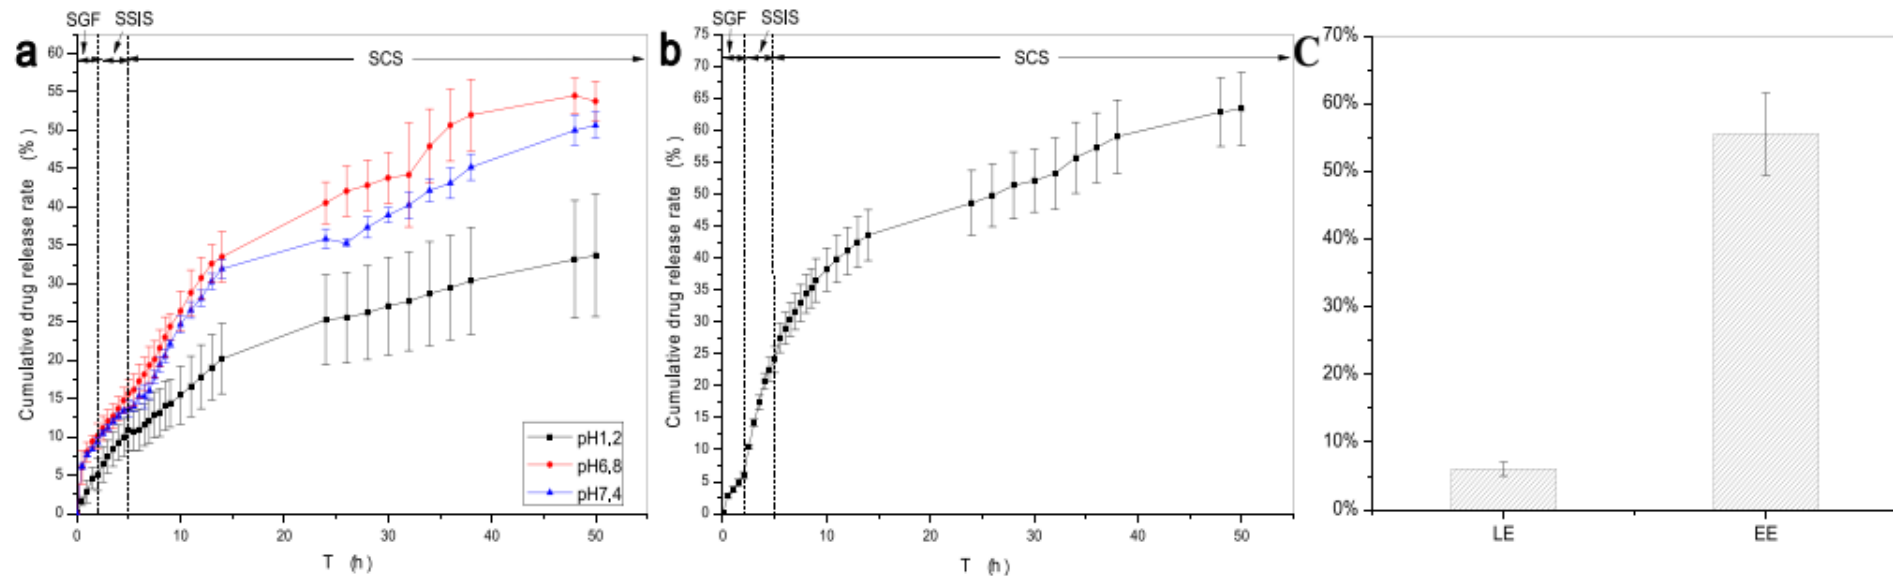 a
SGF
SSIS
SCS
60
55
50
45
40
35
30
25
20
15
10
5
0
Cumulative drug release rate (%)
0
10
20
30
40
50
T (h)
pH1,2
pH6,8
pH7,4
b
SGF
SSIS
SCS
75
70
65
60
55
50
45
40
35
30
25
20
15
10
5
0
Cumulative drug release rate (%)
0
10
20
30
40
50
T (h)
C
70%
60%
50%
40%
30%
20%
10%
0%
LE
EE